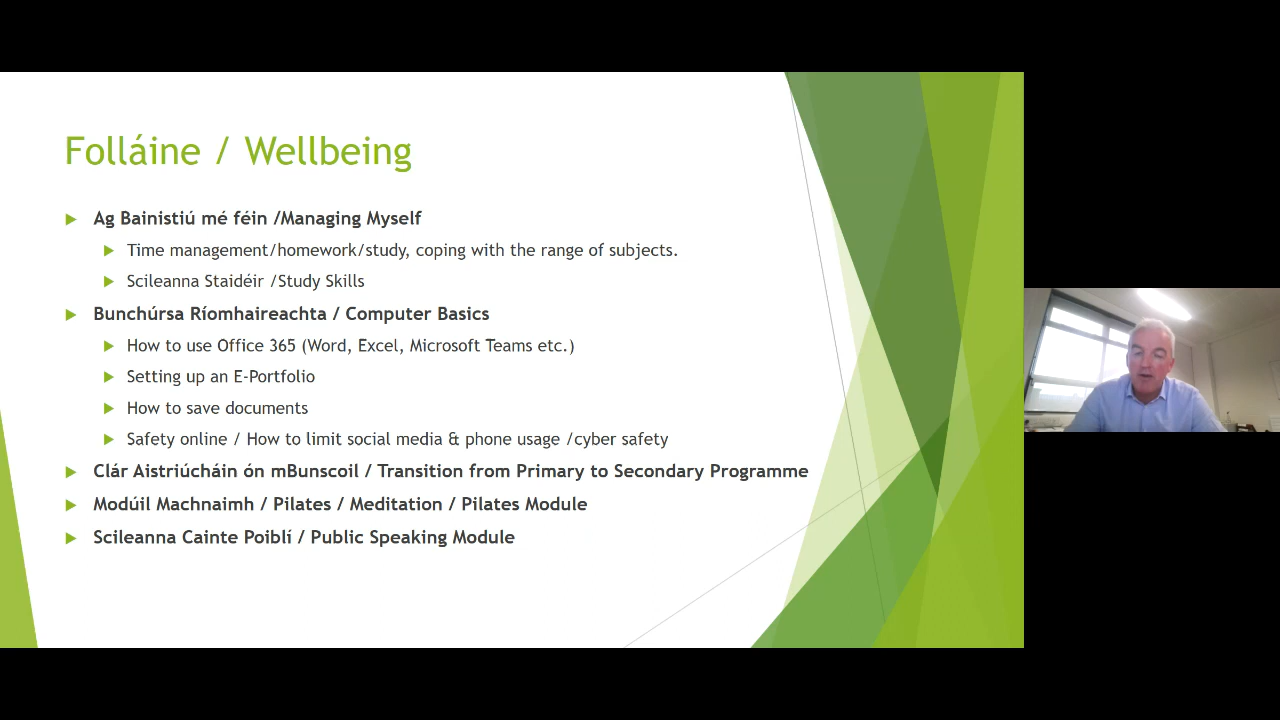 Folláine / Wellbeing
Ag Bainistiú mé féin /Managing Myself
Time management/homework/study, coping with the range of subjects.
Scileanna Staidéir /Study Skills
Bunchúrsa Ríomhaireachta / Computer Basics
How to use Office 365 (Word, Excel, Microsoft Teams etc.)
Setting up an E-Portfolio
How to save documents
Safety online / How to limit social media & phone usage /cyber safety
Clár Aistriúcháin ón mBunscoil / Transition from Primary to Secondary Programme
Modúil Machnaimh / Pilates / Meditation / Pilates Module
Scileanna Cainte Poiblí / Public Speaking Module